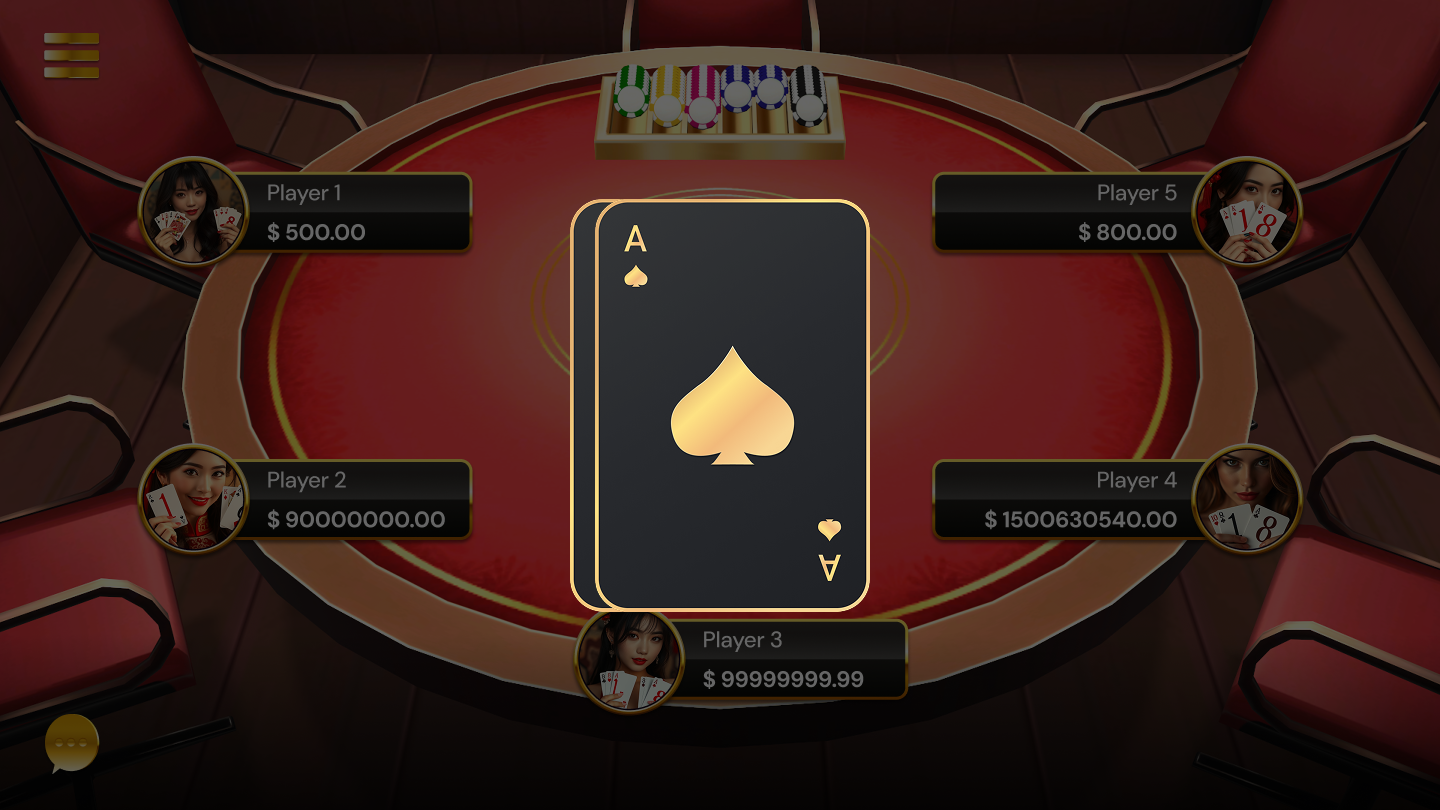 Player 1
$ 500.00
Player 5
$ 800.00
A
Player 2
$ 90000000.00
Player 4
$ 1500630540.00
A
Player 3
$ 99999999.99